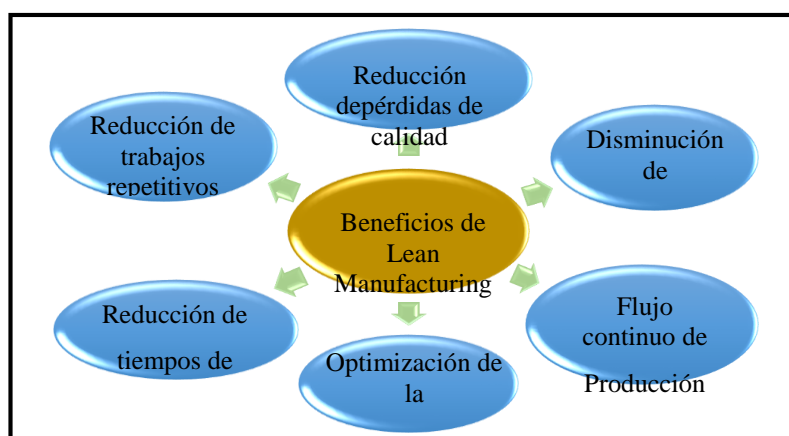 Reducción
depérdidas de
calidad
Reducción de
trabajos
repetitivos
Disminución
de
Beneficios de
Lean
Manufacturing
Reducción de
tiempos de
Flujo
continuo de
Producción
Optimización de
la